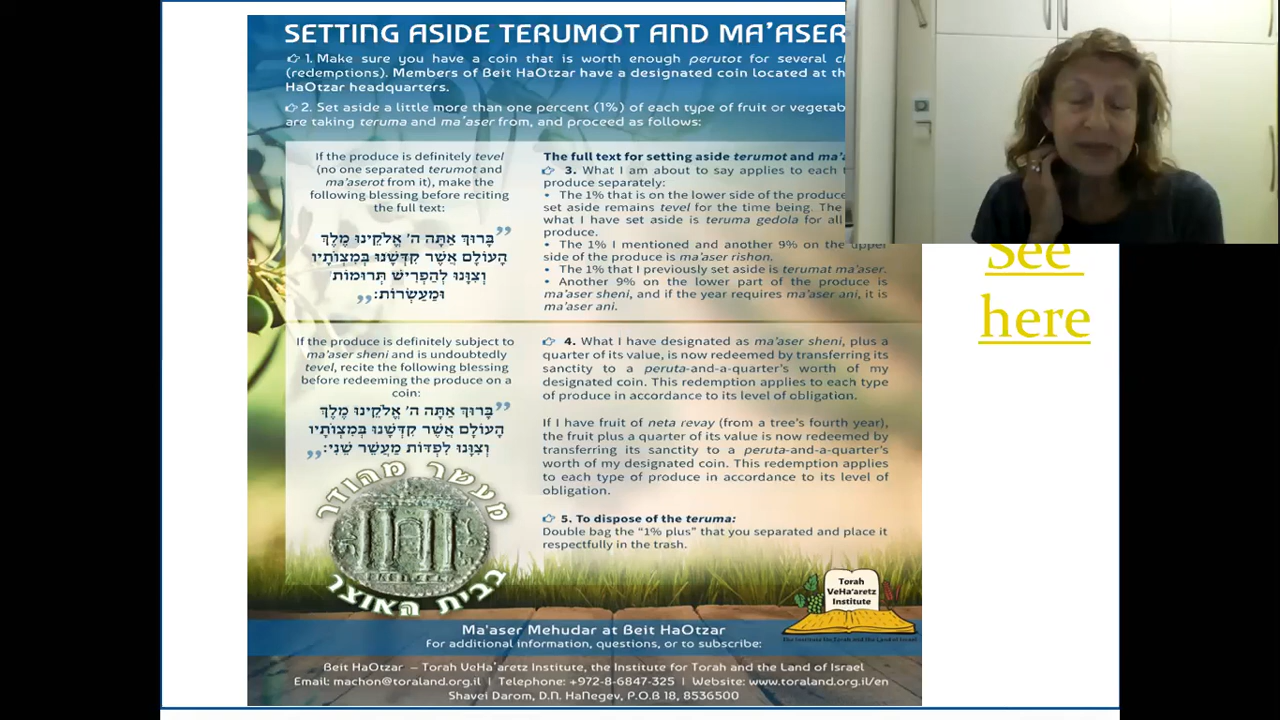 SETTING ASIDE TERUMOT AND MA'ASER
☞ 1. Make sure you have a coin that is worth enough perutot for several
(redemptions). Members of Beit HaOtzar have a designated coin located at
HaOtzar headquarters.
☞ 2. Set aside a little more than one percent (1%) of each type of fruit or
are taking teruma and ma'aser from, and proceed as follows:
If the produce is definitely tevel
(no one separated terumot and
ma'aserot from it), make the
following blessing before reciting
the full text:
"בָּרוּךְ אַתָּה ה' אֱלֹקֵינוּ מֶלֶךְ
הָעוֹלָם אֲשֶׁר קִדְּשָׁנוּ בְּמִצְוֹתָיו
וְצִוָּנוּ לְהַפְרִישׁ תְּרוּמוֹת
וּמַעַשְׂרוֹת:"
If the produce is definitely subject to
ma'aser sheni and is undoubtedly
tevel, recite the following blessing
before redeeming the produce on a
coin:
"בָּרוּךְ אַתָּה ה' אֱלֹקֵינוּ מֶלֶךְ
הָעוֹלָם אֲשֶׁר קִדְּשָׁנוּ בְּמִצְוֹתָיו
וְצִוָּנוּ לִפְדּוֹת מַעֲשֵׂר שֵׁנִי:"
מעשר מהודר
בבית האוצר
The full text for setting aside terumot and
☞ 3. What I am about to say applies to each
produce separately:
• The 1% that is on the lower side of the produce
set aside remains tevel for the time being. The
what I have set aside is teruma gedola for all
produce.
• The 1% I mentioned and another 9% on the upper
side of the produce is ma'aser rishon.
• The 1% that I previously set aside is terumat ma'aser.
• Another 9% on the lower part of the produce is
ma'aser sheni, and if the year requires ma'aser ani, it is
ma'aser ani.
☞ 4. What I have designated as ma'aser sheni, plus a
quarter of its value, is now redeemed by transferring its
sanctity to a peruta-and-a-quarter's worth of my
designated coin. This redemption applies to each type
of produce in accordance to its level of obligation.
If I have fruit of neta revay (from a tree's fourth year),
the fruit plus a quarter of its value is now redeemed by
transferring its sanctity to a peruta-and-a-quarter's
worth of my designated coin. This redemption applies
to each type of produce in accordance to its level of
obligation.
☞ 5. To dispose of the teruma:
Double bag the "1% plus" that you separated and place it
respectfully in the trash.
Torah
VeHa'aretz
Institute
The Institute for Torah and the Land of Israel
Ma'aser Mehudar at Beit HaOtzar
For additional information, questions, or to subscribe:
Beit HaOtzar – Torah VeHa'aretz Institute, the Institute for Torah and the Land of Israel
Email: machon@toraland.org.il | Telephone: +972-8-6847-325 | Website: www.toraland.org.il/en
Shavei Darom, D.N. HaNegev, P.O.B 18, 8536500
See
here